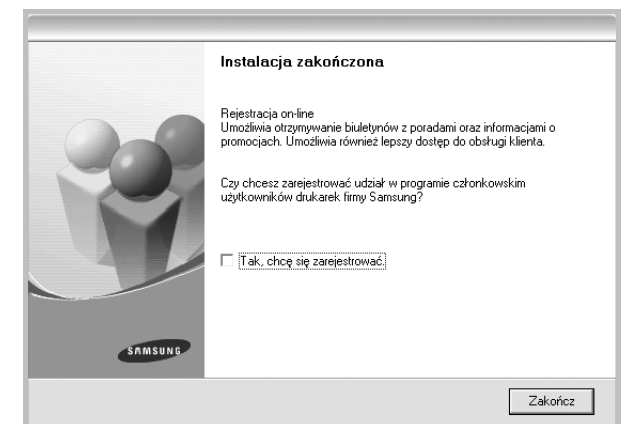 Instalacja zakończona
Rejestracja on-line
Umożliwia otrzymywanie biuletynów z poradami oraz informacjami o
promocjach. Umożliwia również lepszy dostęp do obsługi klienta.
Czy chcesz zarejestrować udział w programie członkowskim
użytkowników drukarek firmy Samsung?
Tak, chcę się zarejestrować.
SAMSUNG
Zakończ